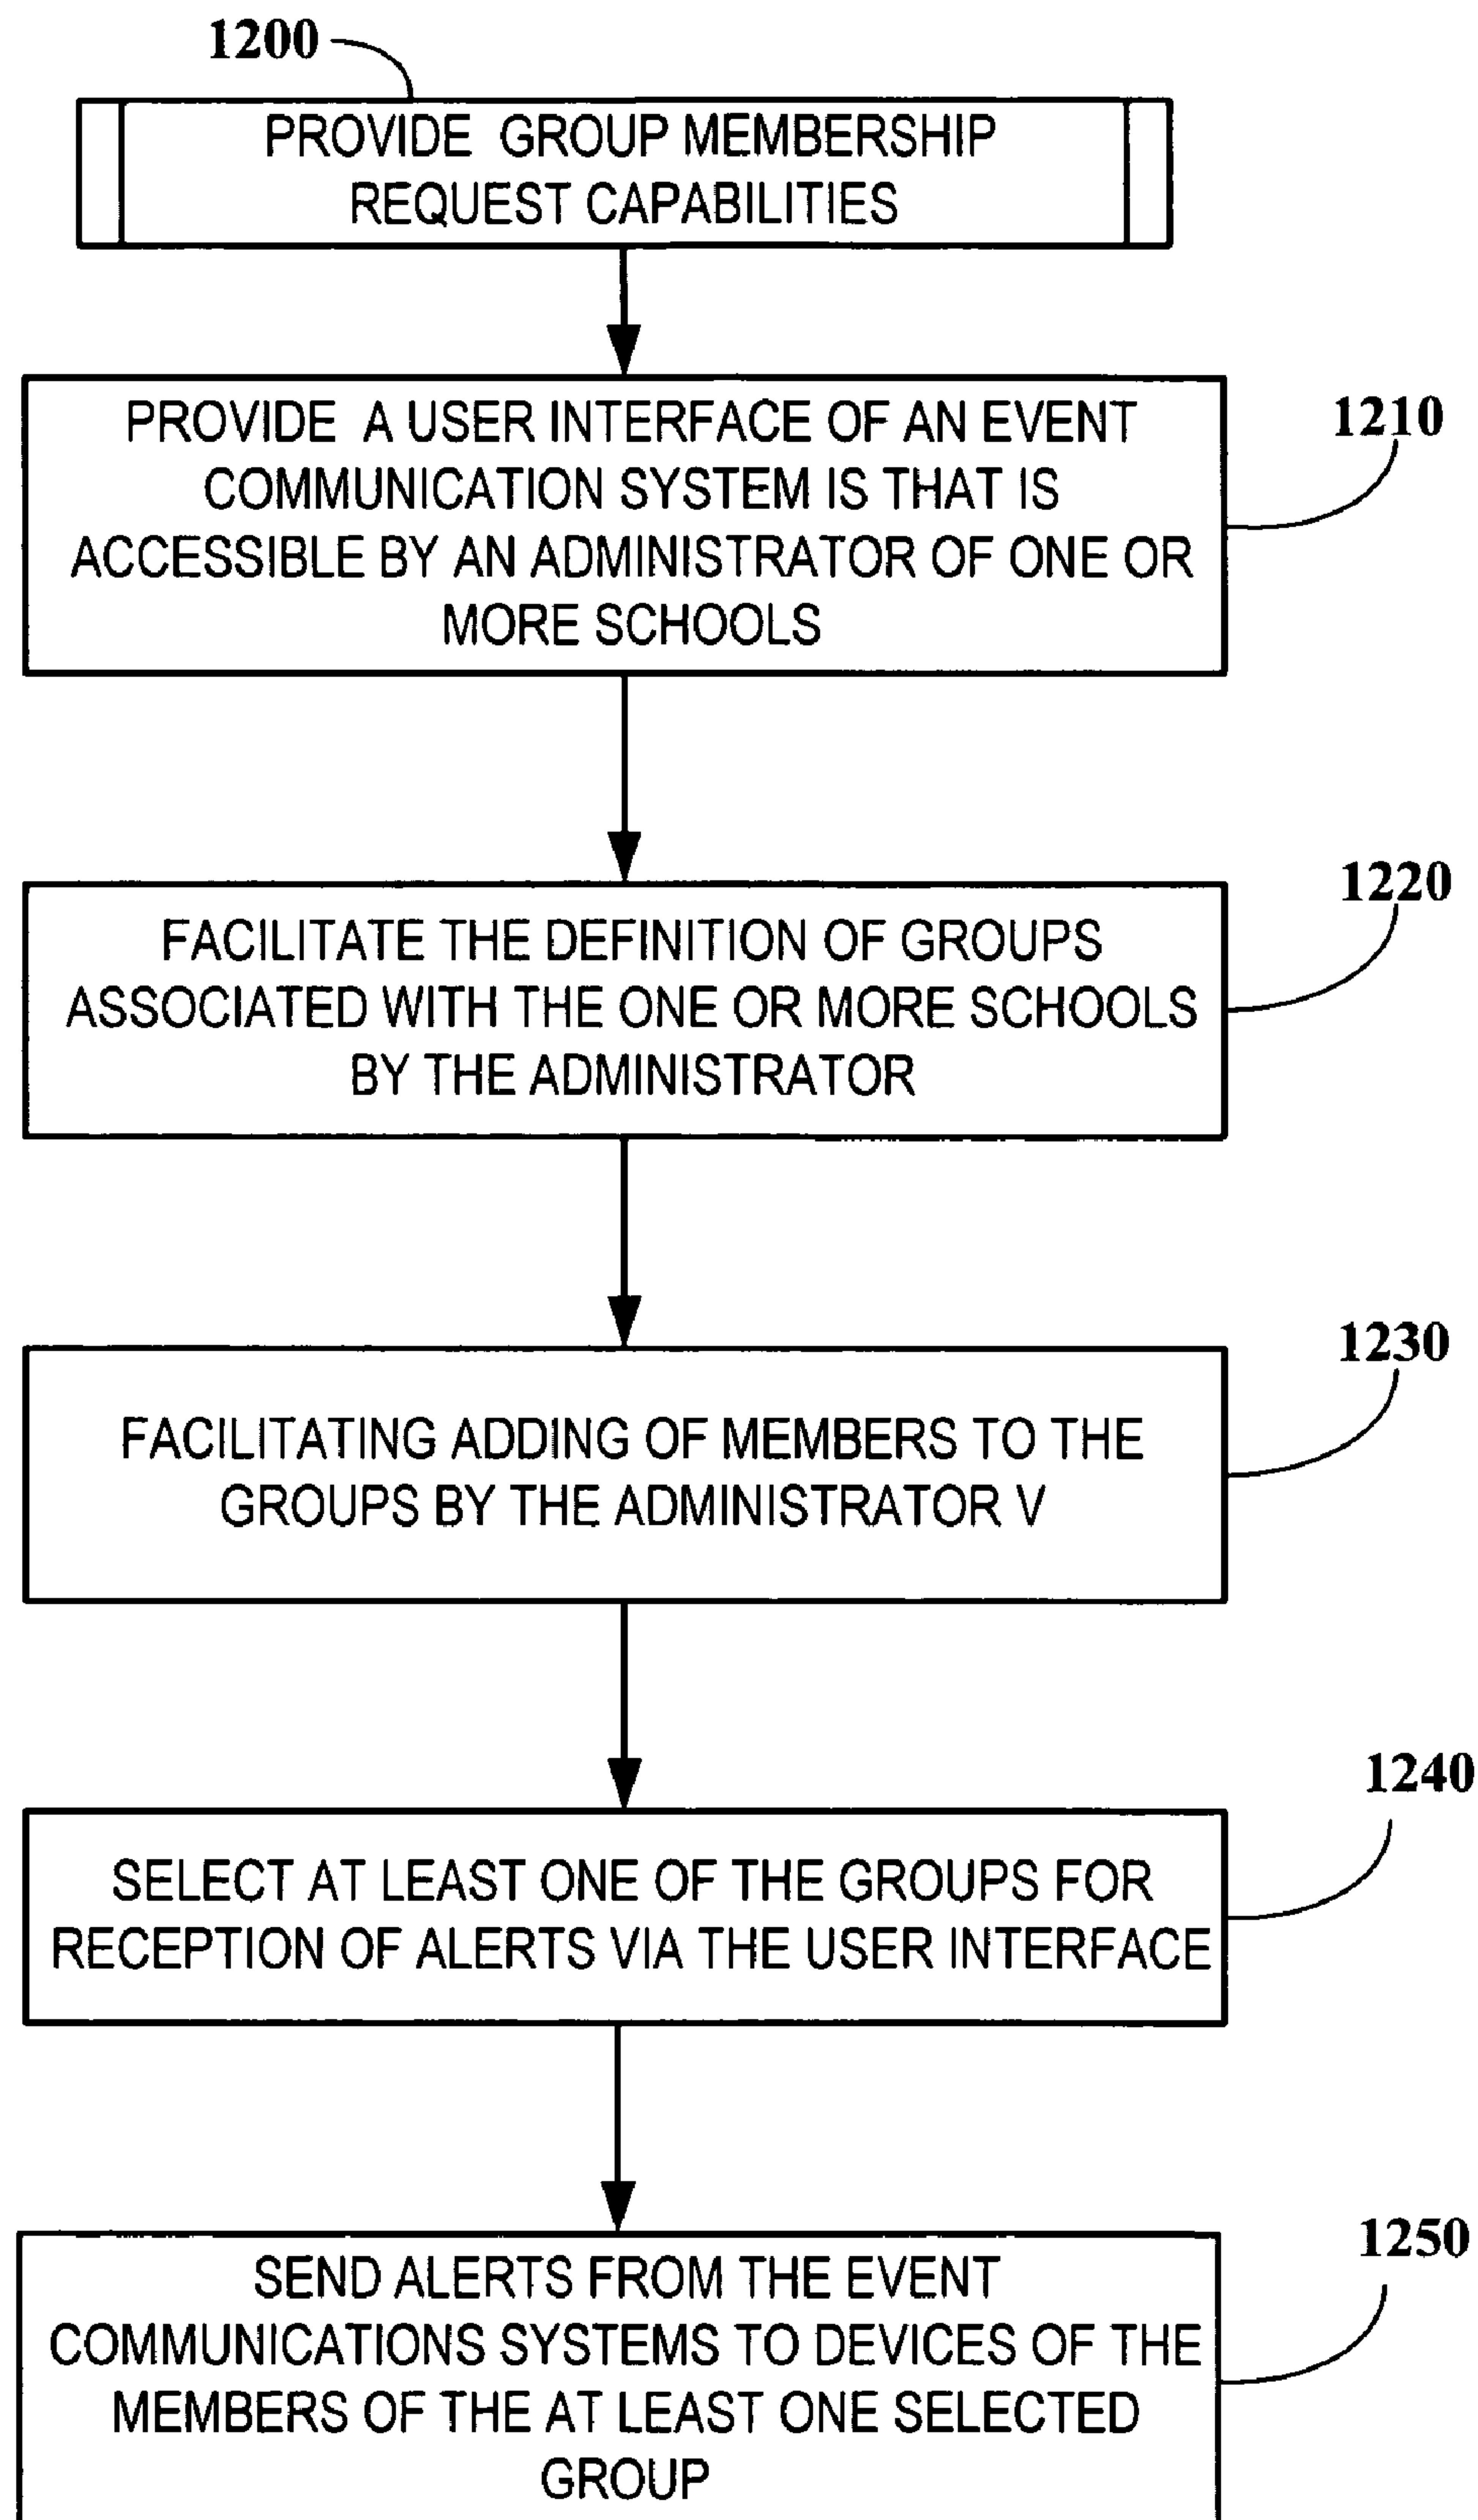 1200
PROVIDE GROUP MEMBERSHIP
REQUEST CAPABILITIES
1210
PROVIDE A USER INTERFACE OF AN EVENT
COMMUNICATION SYSTEM IS THAT IS
ACCESSIBLE BY AN ADMINISTRATOR OF ONE OR
MORE SCHOOLS
1220
FACILITATE THE DEFINITION OF GROUPS
ASSOCIATED WITH THE ONE OR MORE SCHOOLS
BY THE ADMINISTRATOR
1230
FACILITATING ADDING OF MEMBERS TO THE
GROUPS BY THE ADMINISTRATOR V
1240
SELECT AT LEAST ONE OF THE GROUPS FOR
RECEPTION OF ALERTS VIA THE USER INTERFACE
1250
SEND ALERTS FROM THE EVENT
COMMUNICATIONS SYSTEMS TO DEVICES OF THE
MEMBERS OF THE AT LEAST ONE SELECTED
GROUP